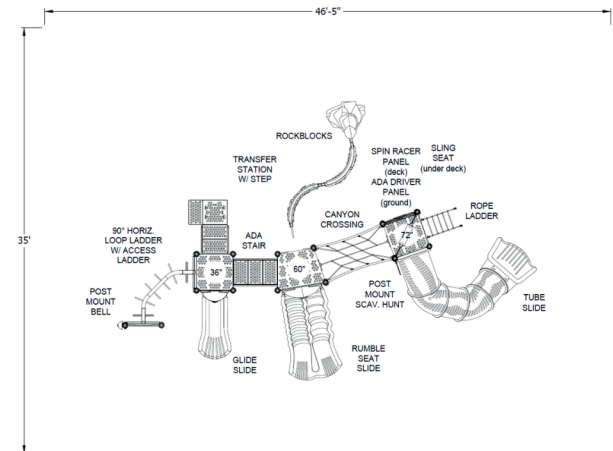 46'-5"
ROCKBLOCKS
TRANSFER
STATION
W/ STEP
SPIN RACER
PANEL
(deck)
ADA DRIVER
PANEL
(ground)
SLING
SEAT
(under deck)
ROPE
LADDER
CANYON
CROSSING
90° HORIZ.
LOOP LADDER
W/ ACCESS
LADDER
ADA
STAIR
35'
72"
36"
60"
POST
MOUNT
BELL
POST
MOUNT
SCAV. HUNT
TUBE
SLIDE
GLIDE
SLIDE
RUMBLE
SEAT
SLIDE